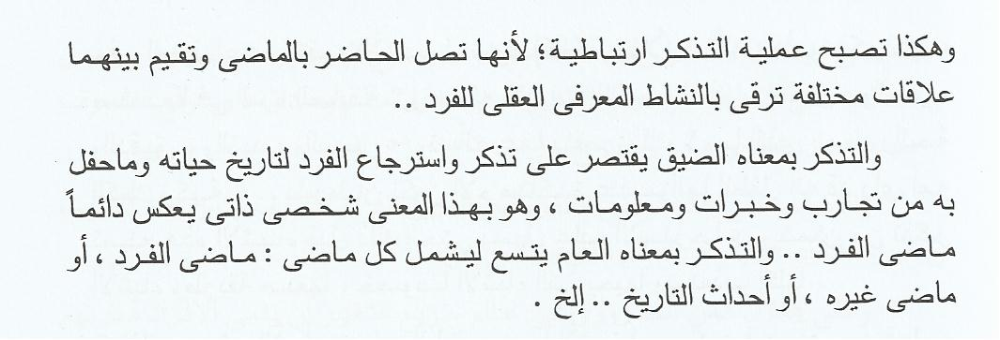 وهكذا تصبح عملية التذكر ارتباطية؛ لأنها تصل الحاضر بالماضى وتقيم بينهما
علاقات مختلفة ترقى بالنشاط المعرفى العقلى للفرد ..
والتذكر بمعناه الضيق يقتصر على تذكر واسترجاع الفرد لتاريخ حياته وماحفل
به من تجارب وخبرات ومعلومات ، وهو بهذا المعنى شخصى ذاتى يعكس دائماً
ماضى الفرد .. والتذكر بمعناه العام يتسع ليشمل كل ماضى : ماضى الفرد ، أو
ماضى غيره ، أو أحداث التاريخ .. إلخ .